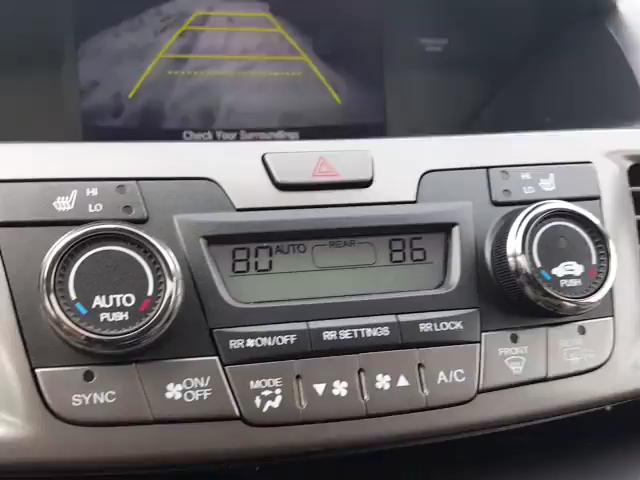 Check Your Surroundings
HI
LO
HI
LO
80 AUTO REAR 86
AUTO
PUSH
PUSH
RR ON/OFF
RR SETTINGS
RR LOCK
SYNC
ON/
OFF
MODE
A/C
FRONT
REAR